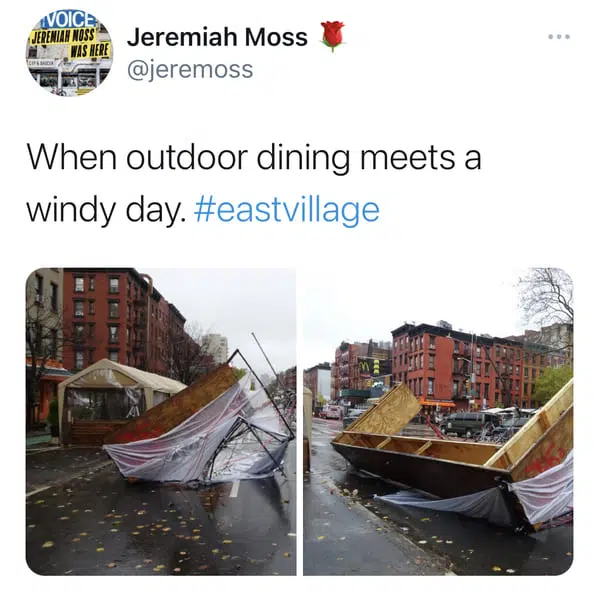 VOICE
JEREMIAH MOSS
WAS HERE
Jeremiah Moss 🌹
@jeremoss
When outdoor dining meets a
windy day. #eastvillage